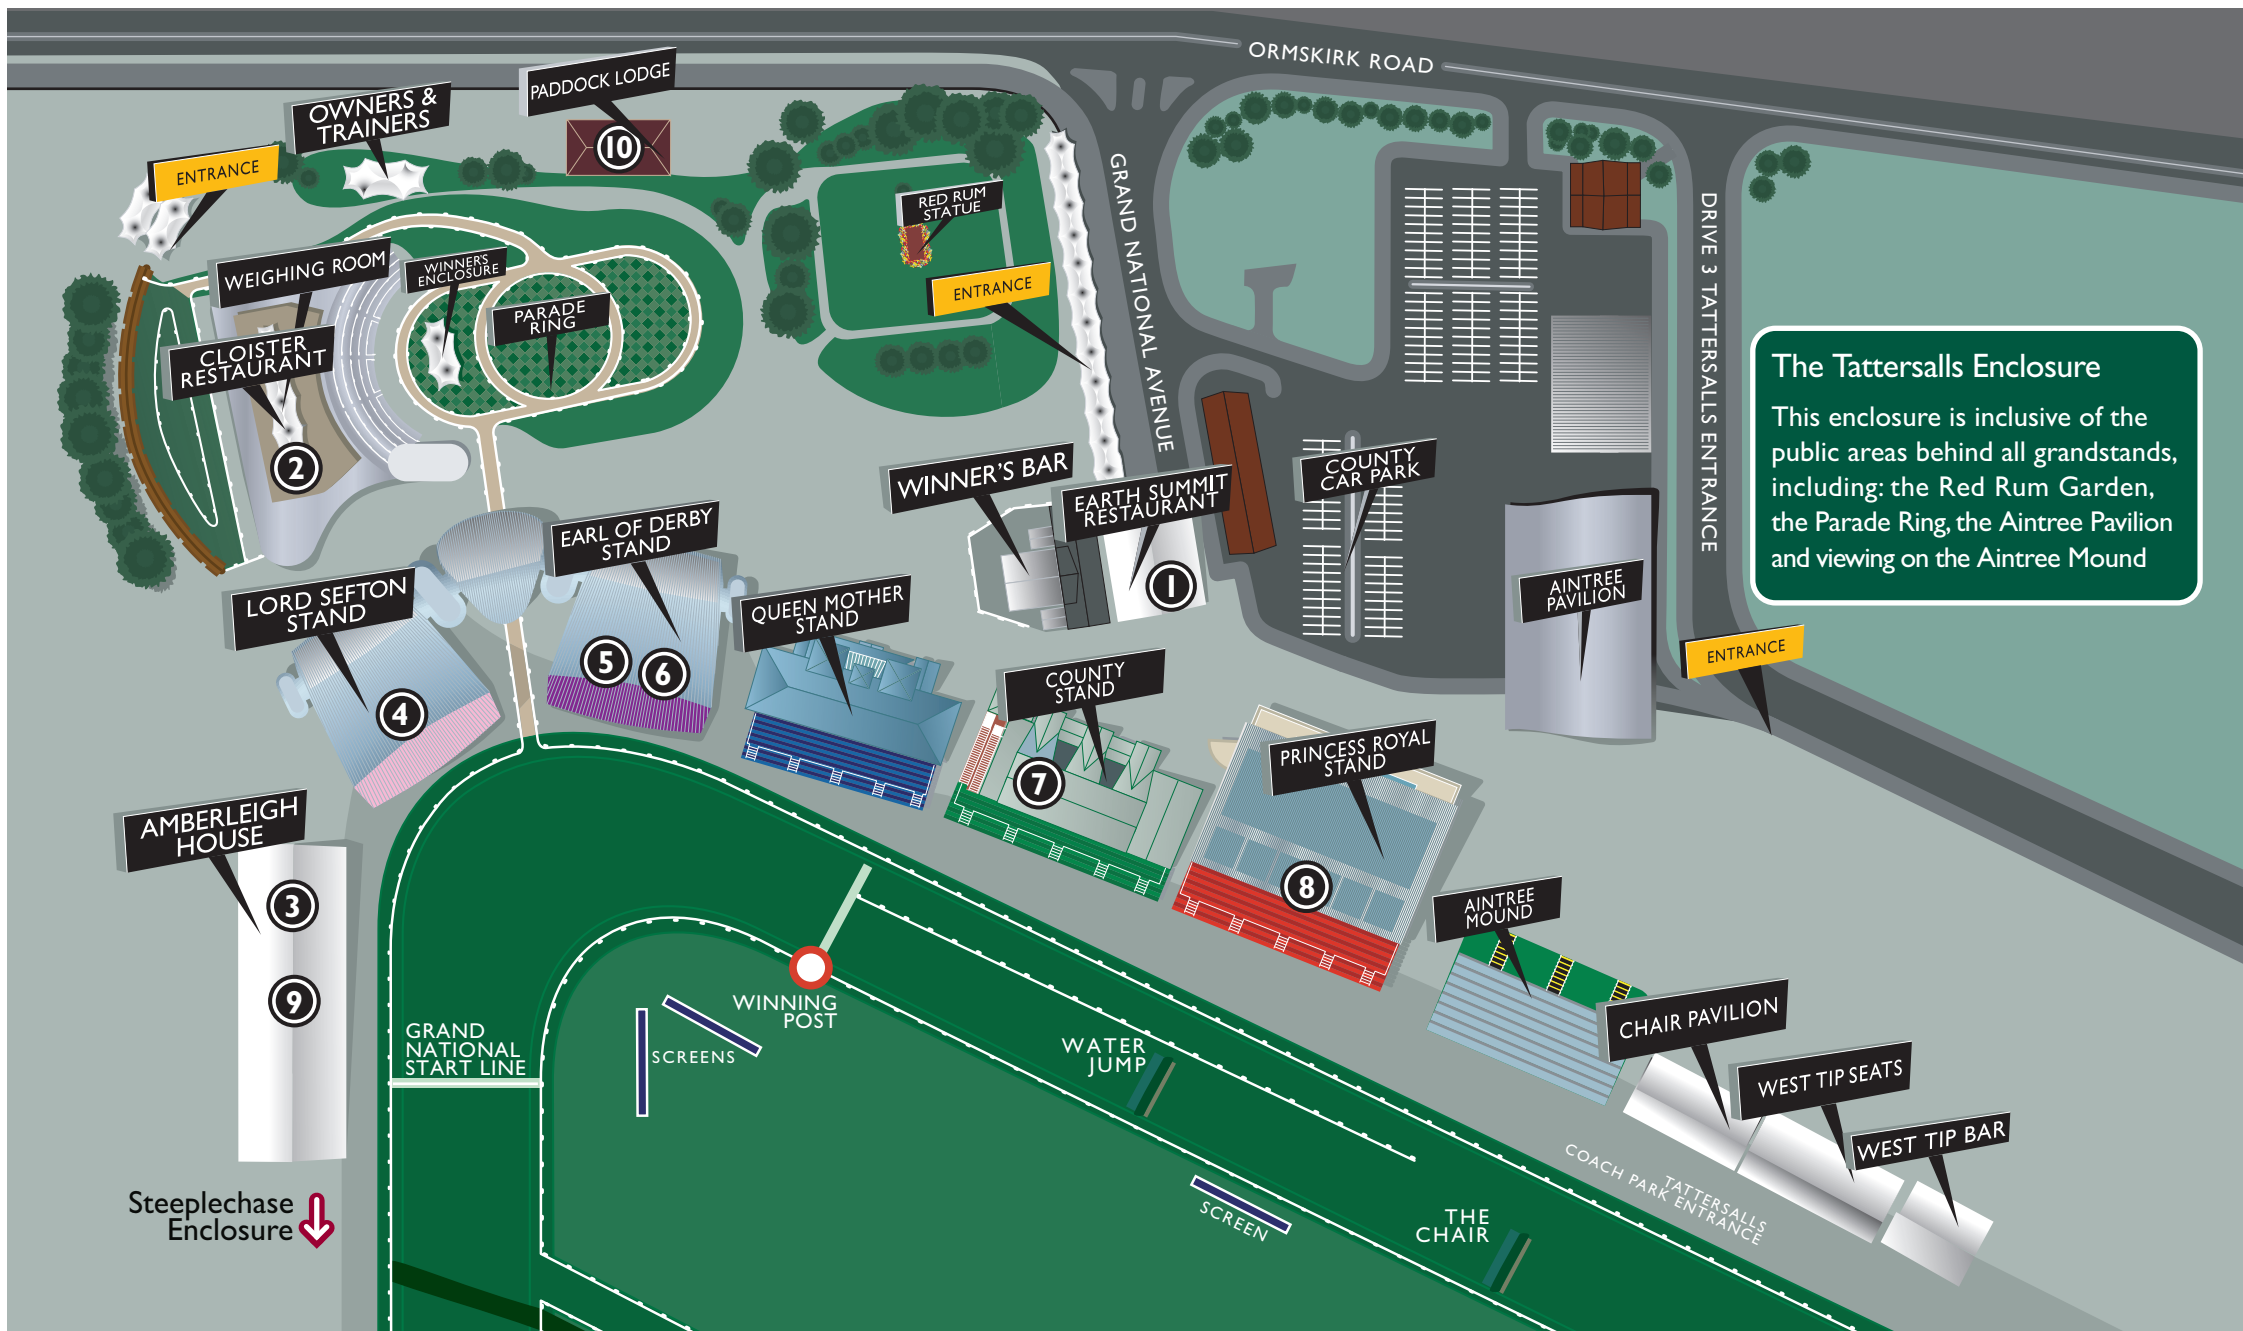 ORMSKIRK ROAD
PADDOCK LODGE
10
OWNERS &
TRAINERS
ENTRANCE
GRAND NATIONAL AVENUE
DRIVE 3 TATTERSALLS ENTRANCE
RED RUM
STATUE
ENTRANCE
WEIGHING ROOM
WINNER'S
ENCLOSURE
PARADE
RING
CLOISTER
RESTAURANT
2
The Tattersalls Enclosure
This enclosure is inclusive of the
public areas behind all grandstands,
including: the Red Rum Garden,
the Parade Ring, the Aintree Pavilion
and viewing on the Aintree Mound
WINNER'S BAR
EARTH SUMMIT
RESTAURANT
1
COUNTY
CAR PARK
AINTREE
PAVILION
ENTRANCE
EARL OF DERBY
STAND
5
6
LORD SEFTON
STAND
4
QUEEN MOTHER
STAND
COUNTY
STAND
7
PRINCESS ROYAL
STAND
8
AMBERLEIGH
HOUSE
3
9
AINTREE
MOUND
CHAIR PAVILION
WEST TIP SEATS
WEST TIP BAR
WINNING
POST
GRAND
NATIONAL
START LINE
SCREENS
WATER
JUMP
SCREEN
THE
CHAIR
COACH PARK ENTRANCE
TATTERSALLS
ENTRANCE
Steeplechase
Enclosure